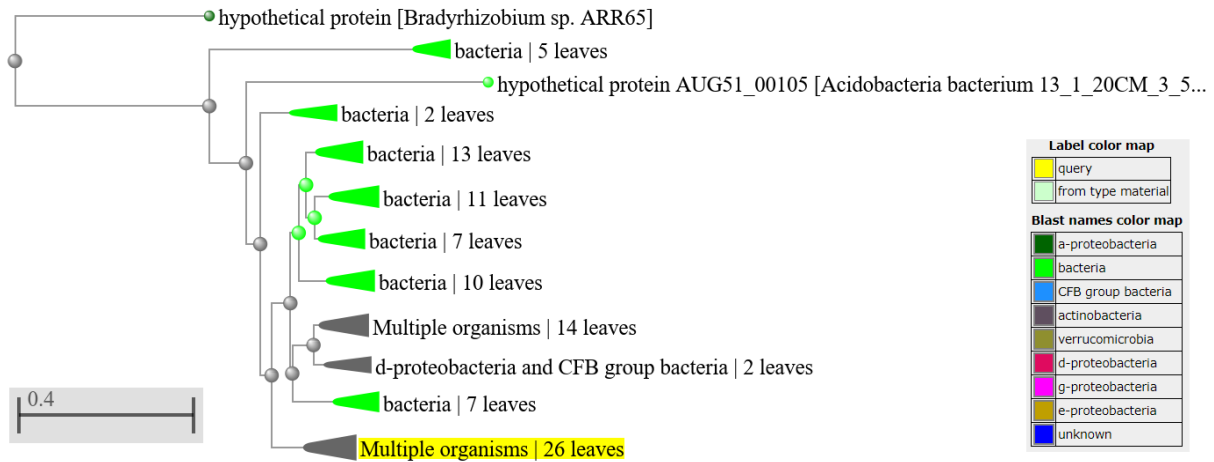 hypothetical protein [Bradyrhizobium sp. ARR65]
bacteria | 5 leaves
hypothetical protein AUG51_00105 [Acidobacteria bacterium 13_1_20CM_3_5...
bacteria | 2 leaves
bacteria | 13 leaves
bacteria | 11 leaves
bacteria | 7 leaves
bacteria | 10 leaves
Multiple organisms | 14 leaves
d-proteobacteria and CFB group bacteria | 2 leaves
bacteria | 7 leaves
Multiple organisms | 26 leaves
0.4
Label color map
query
from type material
Blast names color map
a-proteobacteria
bacteria
CFB group bacteria
actinobacteria
verrucomicrobia
d-proteobacteria
g-proteobacteria
e-proteobacteria
unknown